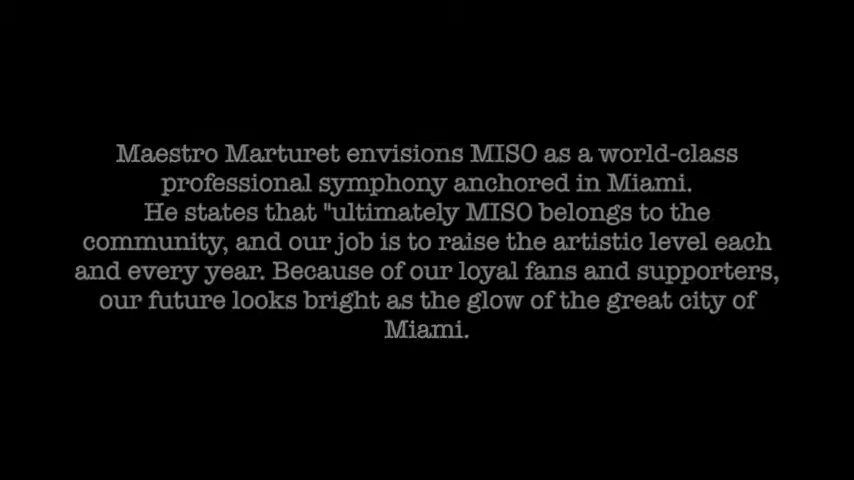 Maestro Marturet envisions MISO as a world-class
professional symphony anchored in Miami.
He states that "ultimately MISO belongs to the
community, and our job is to raise the artistic level each
and every year. Because of our loyal fans and supporters,
our future looks bright as the glow of the great city of
Miami.